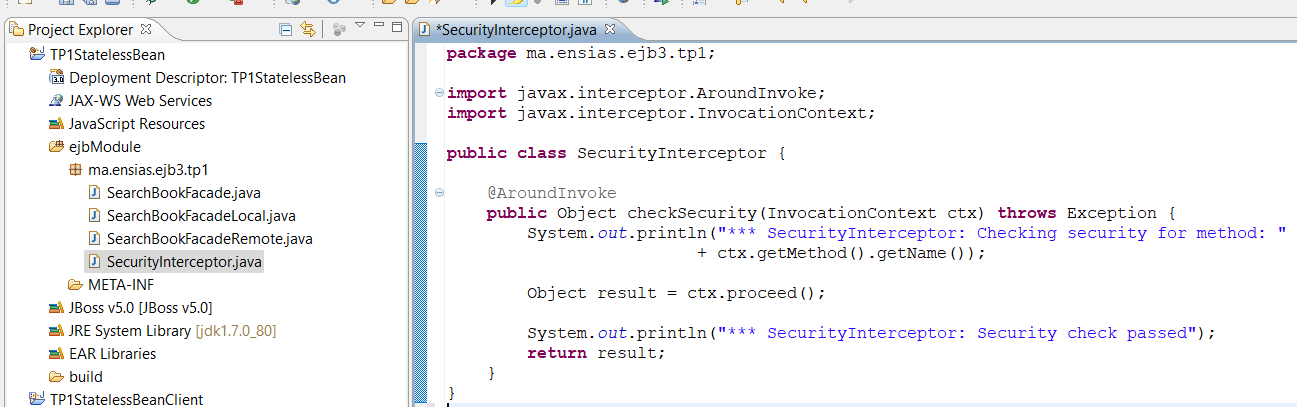 Project Explorer
TP1StatelessBean
Deployment Descriptor: TP1StatelessBean
JAX-WS Web Services
JavaScript Resources
ejbModule
ma.ensias.ejb3.tp1
SearchBookFacade.java
SearchBookFacadeLocal.java
SearchBookFacadeRemote.java
SecurityInterceptor.java
META-INF
JBoss v5.0 [JBoss v5.0]
JRE System Library [jdk1.7.0_80]
EAR Libraries
build
TP1StatelessBeanClient
*SecurityInterceptor.java
package ma.ensias.ejb3.tp1;
import javax.interceptor.AroundInvoke;
import javax.interceptor.InvocationContext;
public class SecurityInterceptor {
@AroundInvoke
public Object checkSecurity(InvocationContext ctx) throws Exception {
System.out.println("*** SecurityInterceptor: Checking security for method: "
+ ctx.getMethod().getName());
Object result = ctx.proceed();
System.out.println("*** SecurityInterceptor: Security check passed");
return result;
}
}